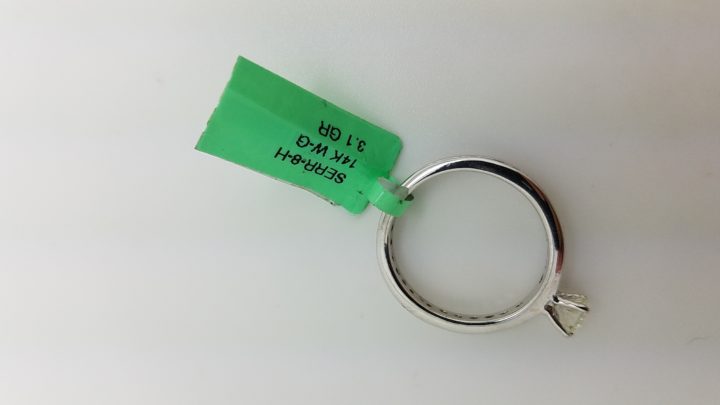 SERR-8-H
14K W-G
3.1 GR